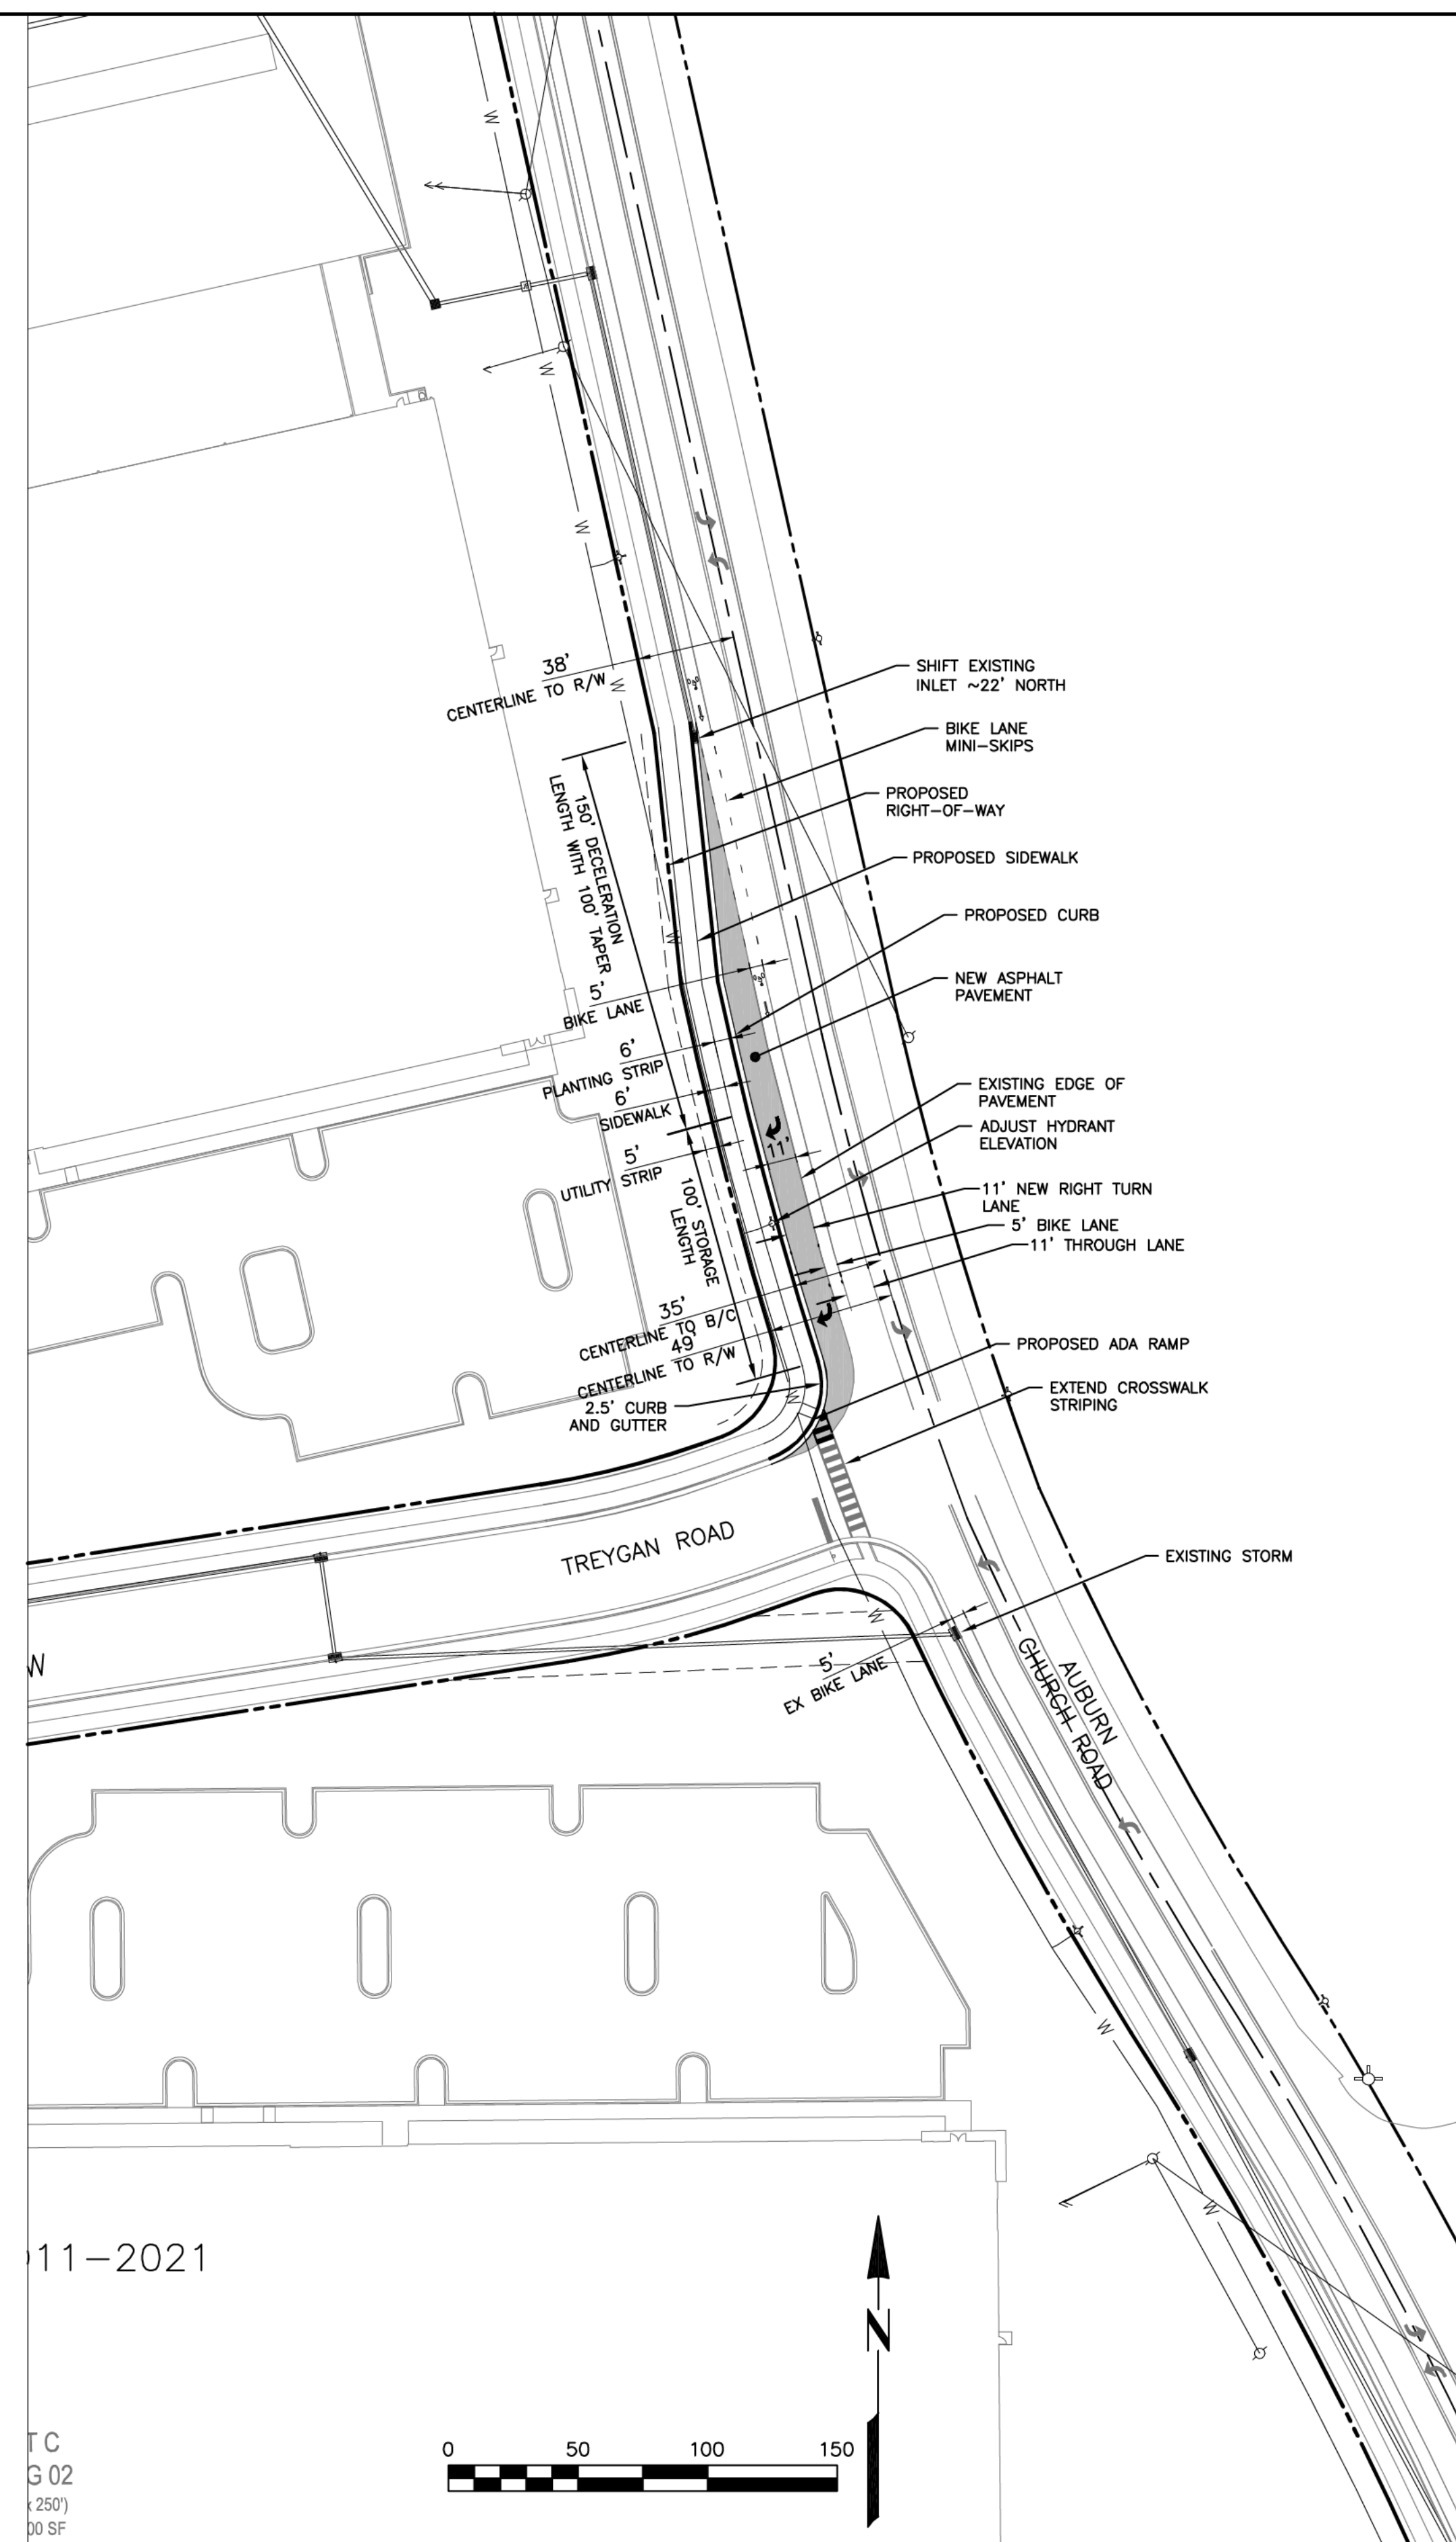 W
W
W
38'
CENTERLINE TO R/W
W
SHIFT EXISTING
INLET ~22' NORTH
BIKE LANE
MINI-SKIPS
PROPOSED
RIGHT-OF-WAY
150' DECELERATION
LENGTH WITH 100' TAPER
PROPOSED SIDEWALK
PROPOSED CURB
W
NEW ASPHALT
PAVEMENT
5'
BIKE LANE
6'
PLANTING STRIP
6'
SIDEWALK
5'
UTILITY STRIP
11'
EXISTING EDGE OF
PAVEMENT
ADJUST HYDRANT
ELEVATION
11' NEW RIGHT TURN
LANE
5' BIKE LANE
11' THROUGH LANE
100' STORAGE
LENGTH
35'
CENTERLINE TO B/C
49'
CENTERLINE TO R/W
2.5' CURB
AND GUTTER
W
PROPOSED ADA RAMP
EXTEND CROSSWALK
STRIPING
TREYGAN ROAD
EXISTING STORM
W
W
5'
EX BIKE LANE
AUBURN
CHURCH ROAD
W
W
11-2021
N
T C
G 02
x 250')
00 SF
0 50 100 150